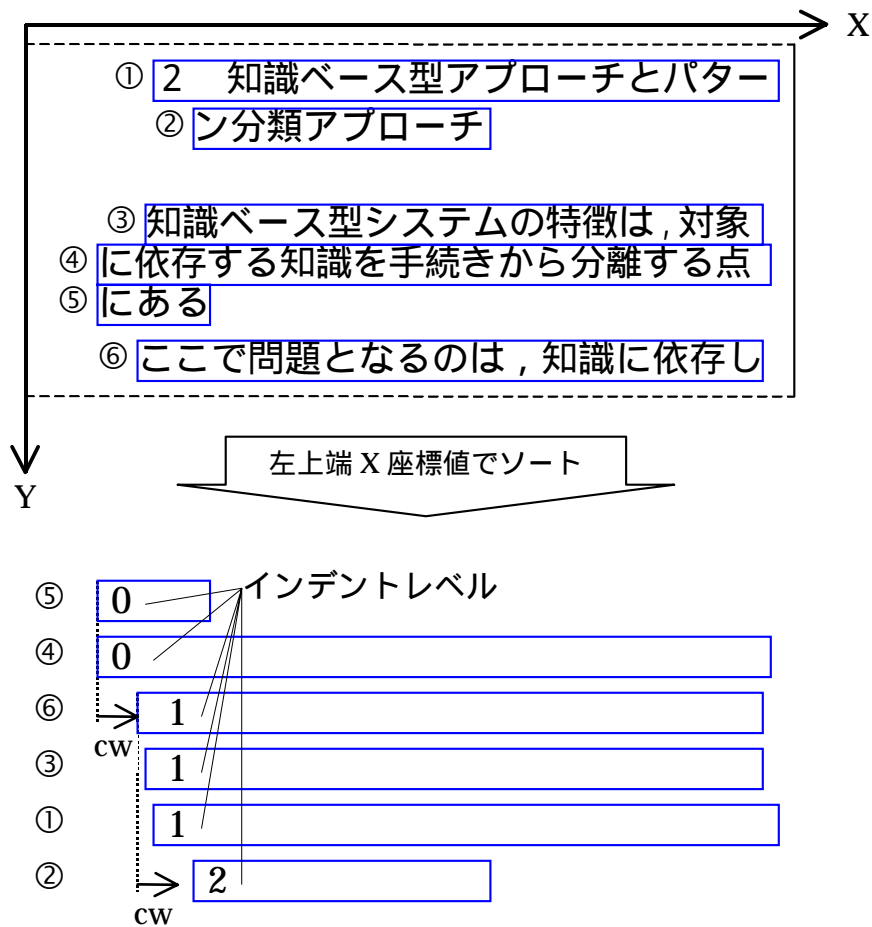 X
① 2　知識ベース型アプローチとパター
② ン分類アプローチ
③ 知識ベース型システムの特徴は , 対象
④ に依存する知識を手続きから分離する点
⑤ にある
⑥ ここで問題となるのは , 知識に依存し
Y
左上端 X 座標値でソート
インデントレベル
⑤ 0
④ 0
⑥ 1
cw
③ 1
① 1
② 2
cw